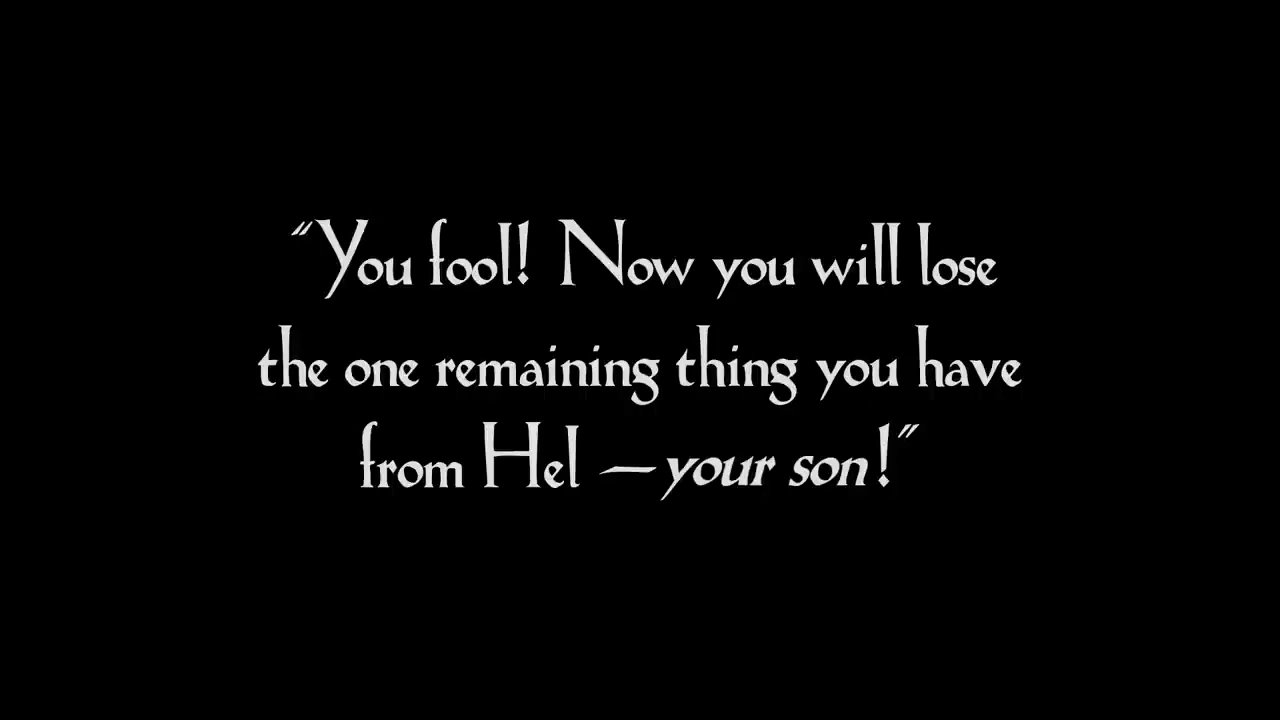 “You fool! Now you will lose
the one remaining thing you have
from Hel — your son!”